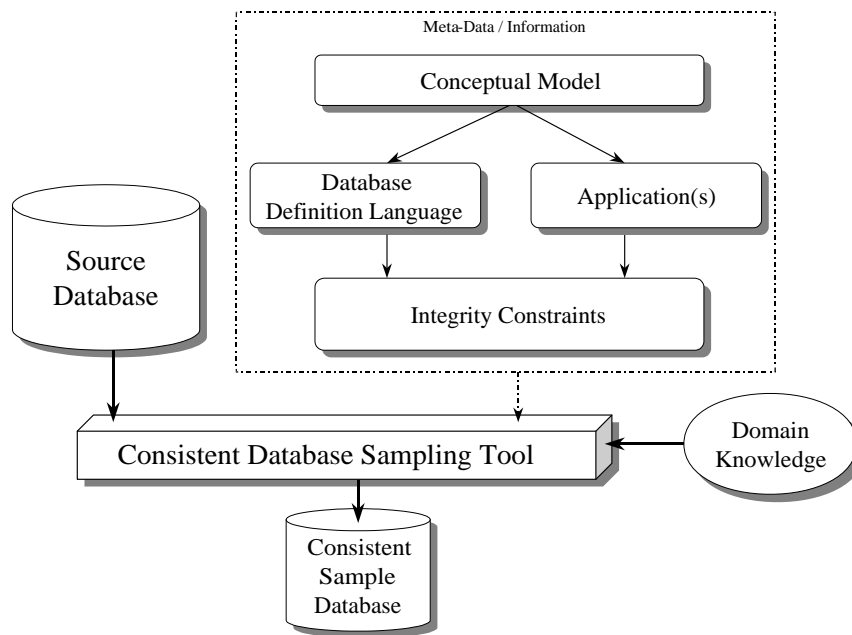 Meta-Data / Information
Conceptual Model
Database
Definition Language
Application(s)
Source
Database
Integrity Constraints
Consistent Database Sampling Tool
Domain
Knowledge
Consistent
Sample
Database